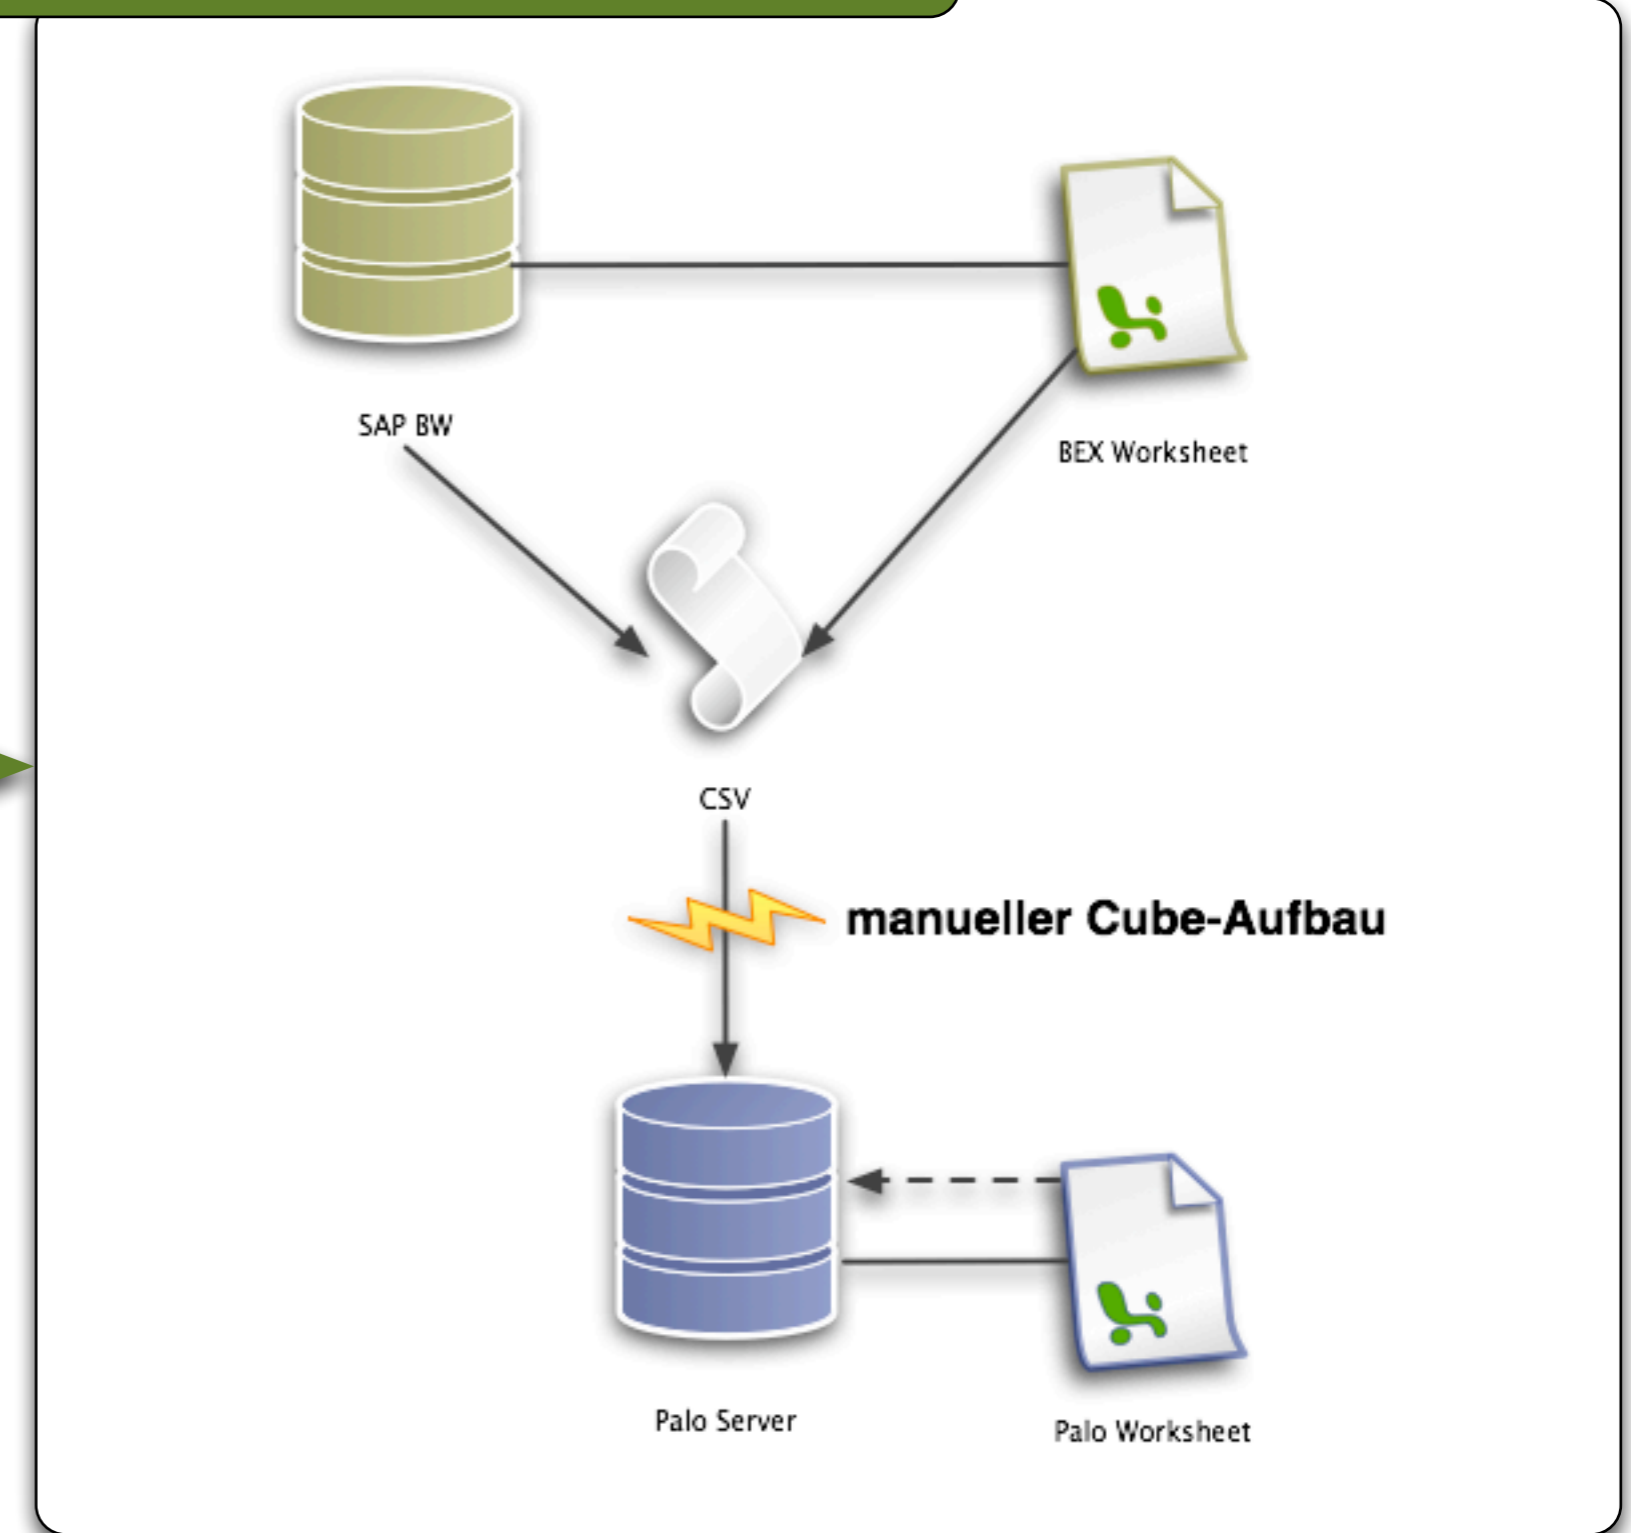 SAP BW
BEX Worksheet
CSV
manueller Cube-Aufbau
Palo Server
Palo Worksheet